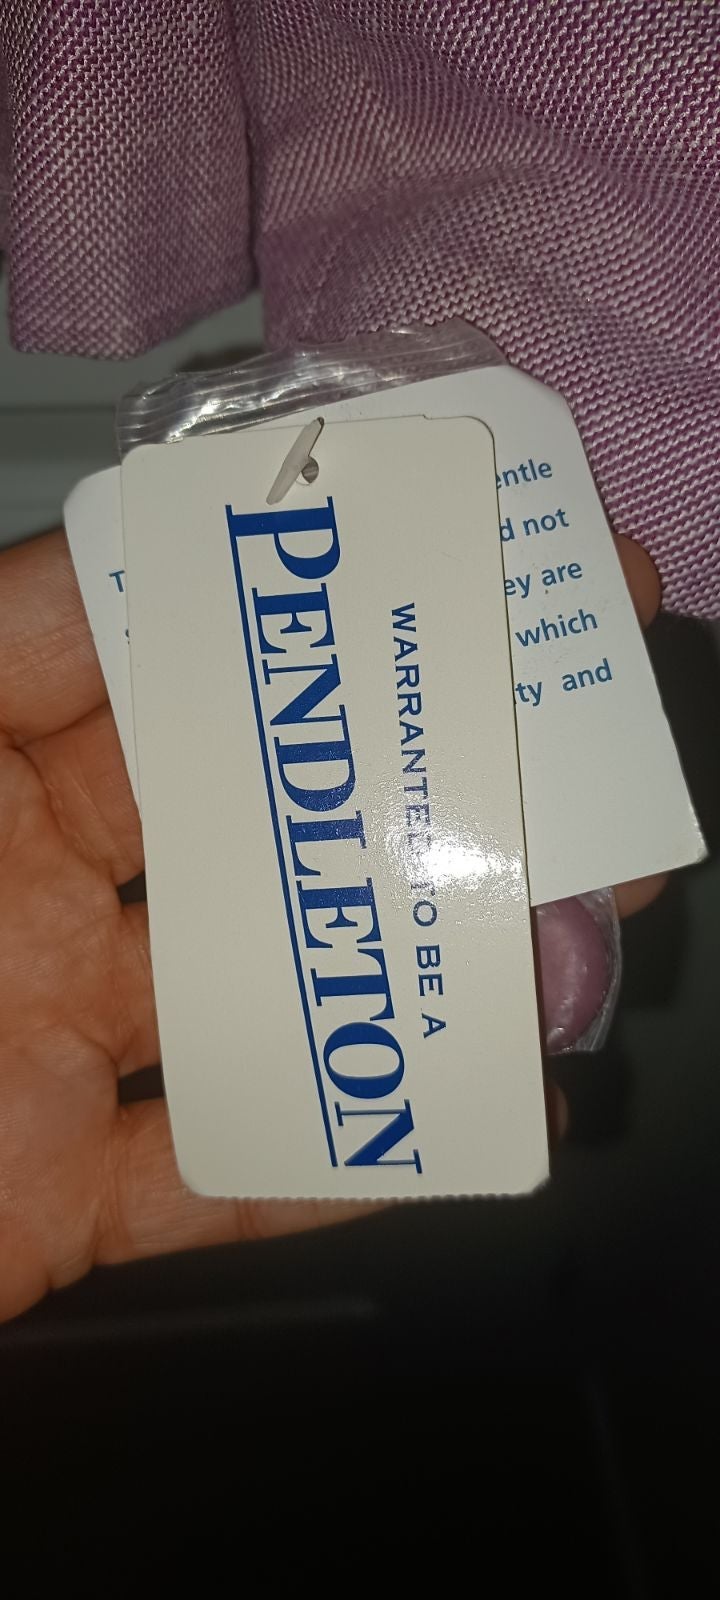 WARRANTED TO BE A
PENDLETON
T entle
d not
ey are
which
ty and